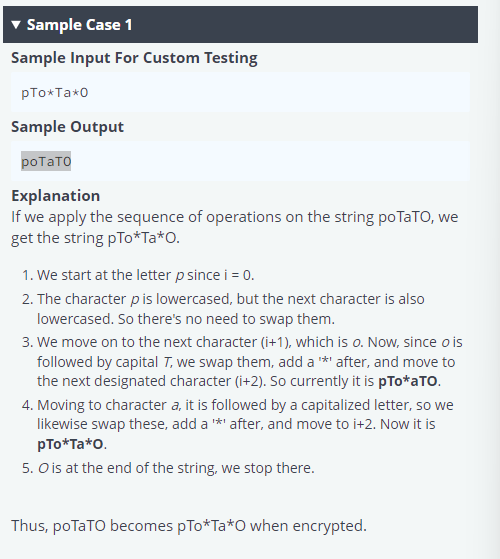 ▼ Sample Case 1
Sample Input For Custom Testing
pTo*Ta*O
Sample Output
poTaTO
Explanation
If we apply the sequence of operations on the string poTaTO, we
get the string pTo*Ta*O.
1. We start at the letter p since i = 0.
2. The character p is lowercased, but the next character is also
lowercased. So there's no need to swap them.
3. We move on to the next character (i+1), which is o. Now, since o is
followed by capital T, we swap them, add a '*' after, and move to
the next designated character (i+2). So currently it is pTo*aTO.
4. Moving to character a, it is followed by a capitalized letter, so we
likewise swap these, add a '*' after, and move to i+2. Now it is
pTo*Ta*O.
5. O is at the end of the string, we stop there.
Thus, poTaTO becomes pTo*Ta*O when encrypted.